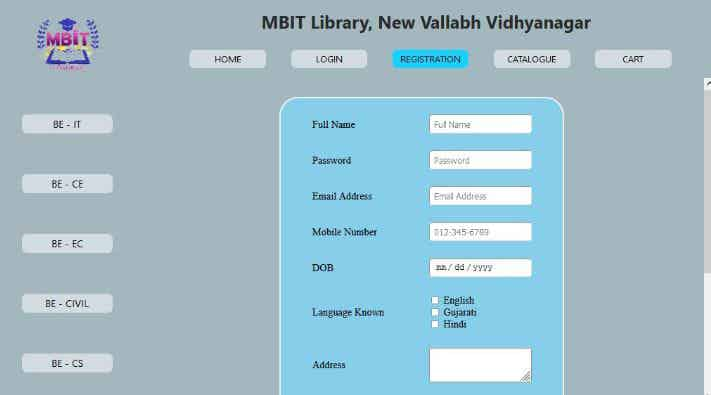 MBIT
MBIT Library, New Vallabh Vidhyanagar
HOME
LOGIN
REGISTRATION
CATALOGUE
CART
BE - IT
BE - CE
BE - EC
BE - CIVIL
BE - CS
Full Name
Full Name
Password
Password
Email Address
Email Address
Mobile Number
012-345-6789
DOB
mm/dd/yyyy
Language Known
English
Gujarati
Hindi
Address